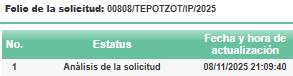 Folio de la solicitud: 00808/TEPOTZOT/IP/2025
No. Estatus Fecha y hora de
actualización
1 Análisis de la solicitud 08/11/2025 21:09:40